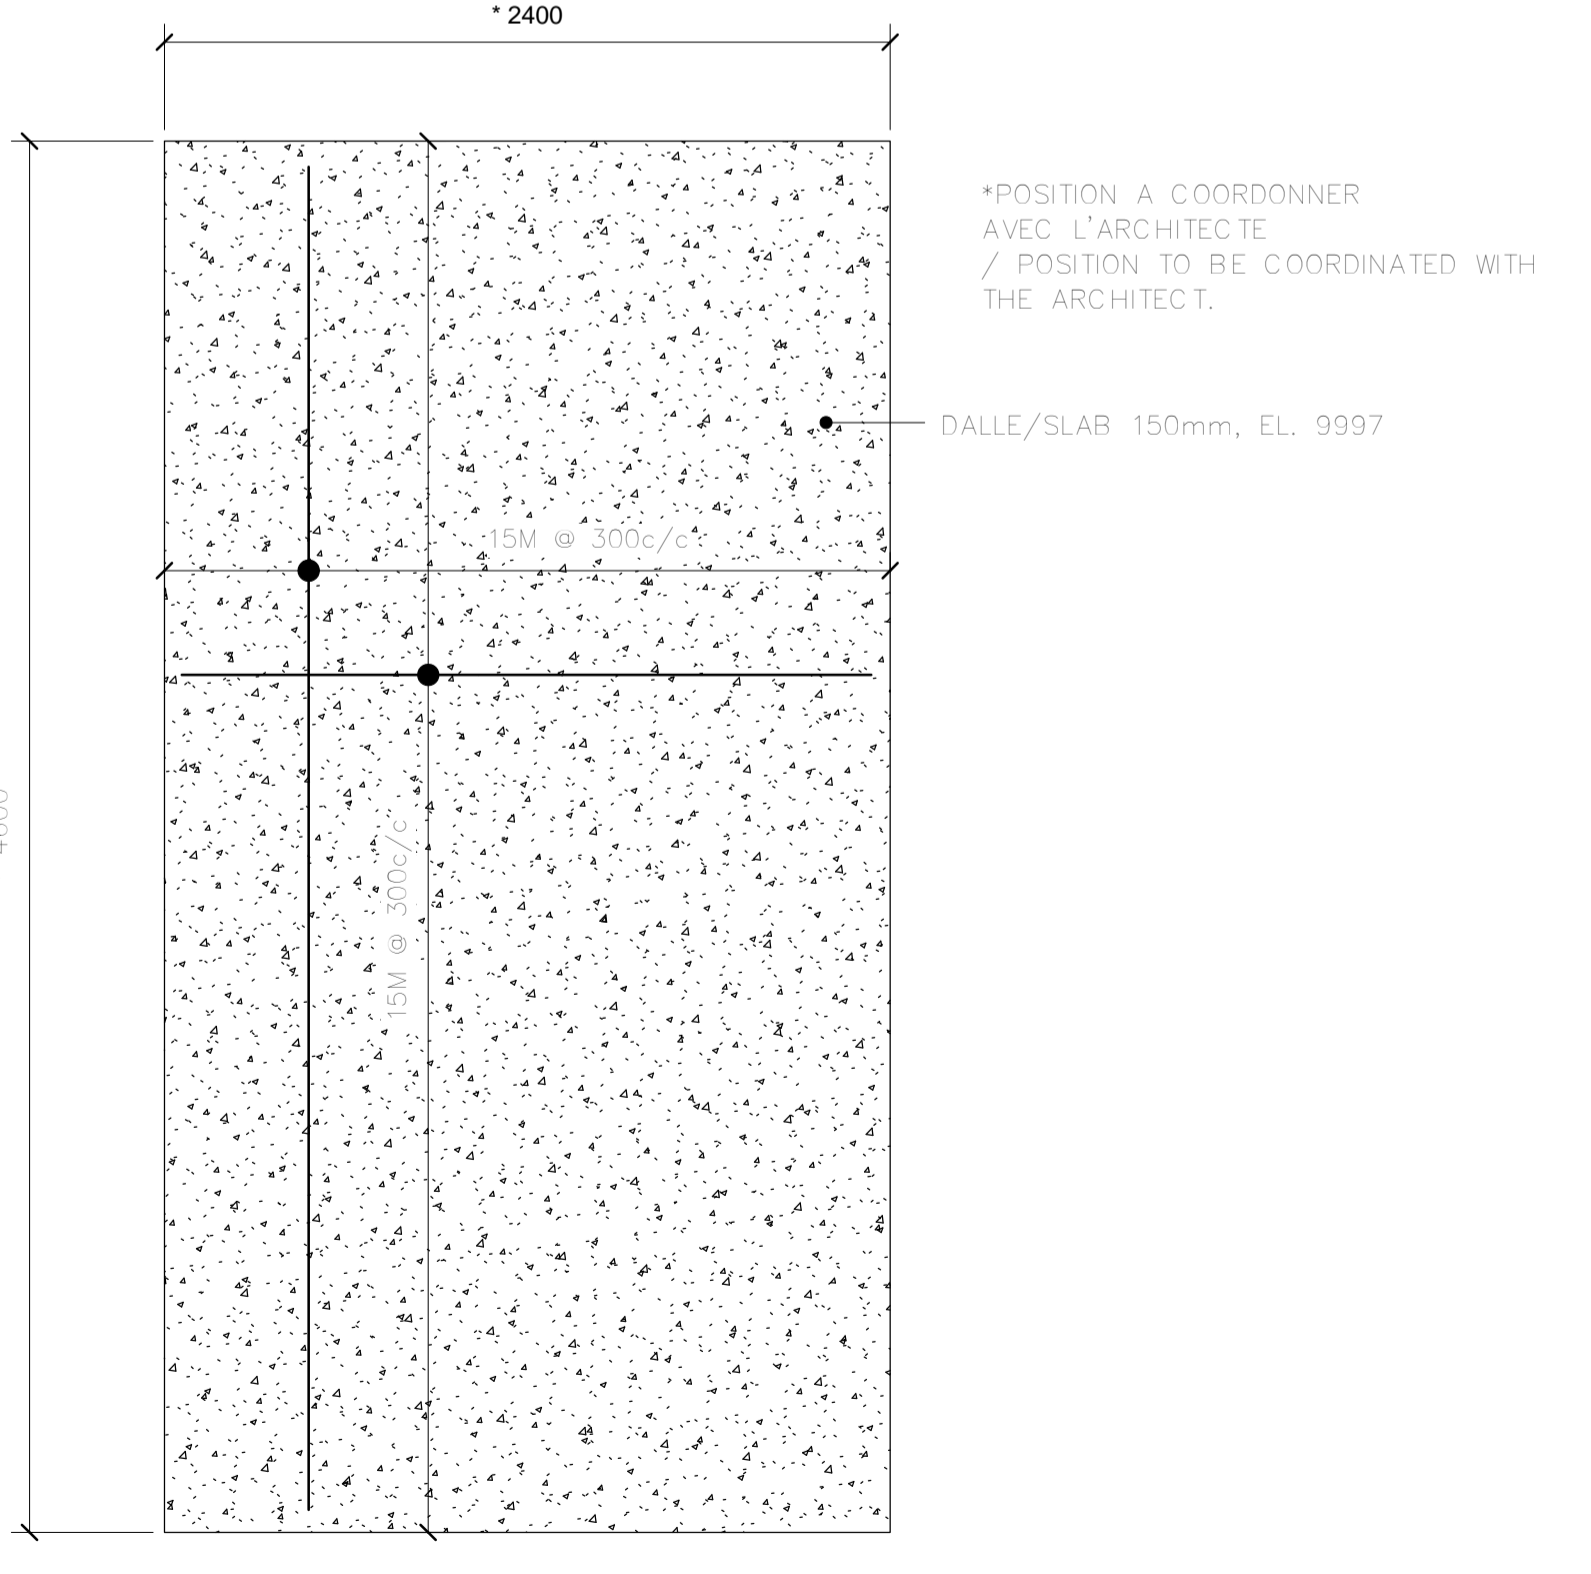 * 2400
*POSITION A COORDONNER
AVEC L'ARCHITECTE
/ POSITION TO BE COORDINATED WITH
THE ARCHITECT.
DALLE/SLAB 150mm, EL. 9997
15M @ 300c/c
15M @ 300c/c